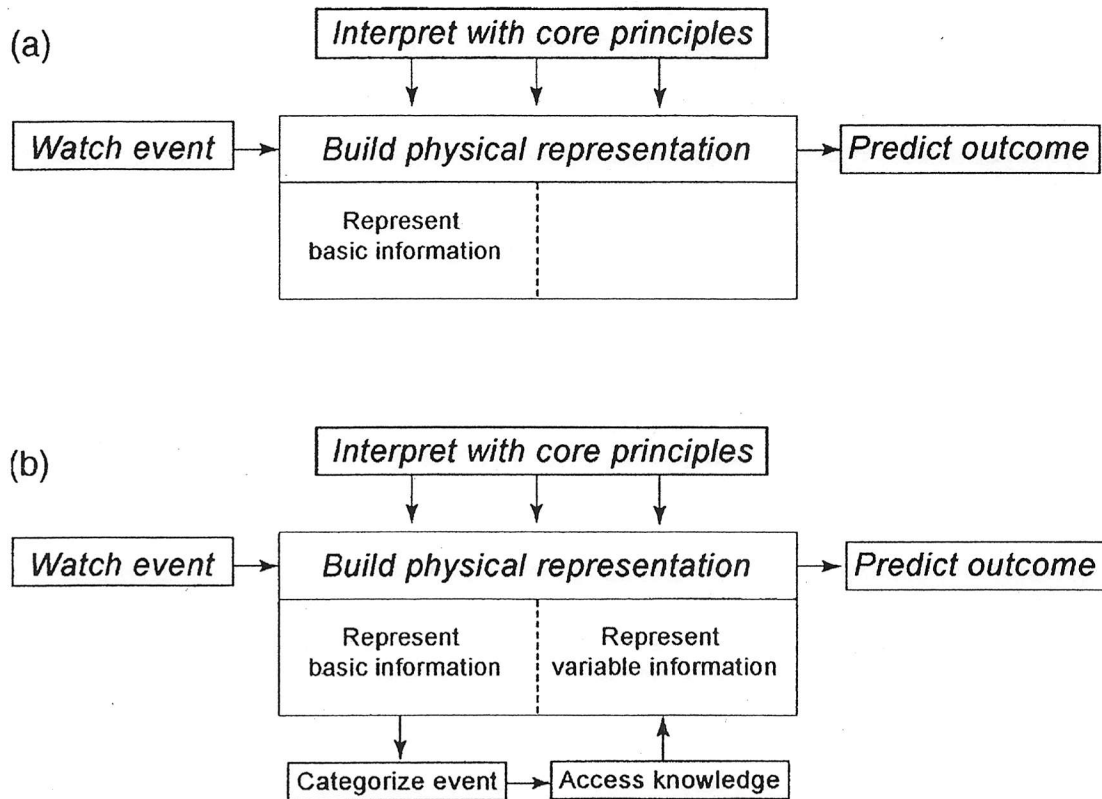 (a)
Interpret with core principles
Watch event
Build physical representation
Predict outcome
Represent
basic information
(b)
Interpret with core principles
Watch event
Build physical representation
Predict outcome
Represent
basic information
Represent
variable information
Categorize event
Access knowledge